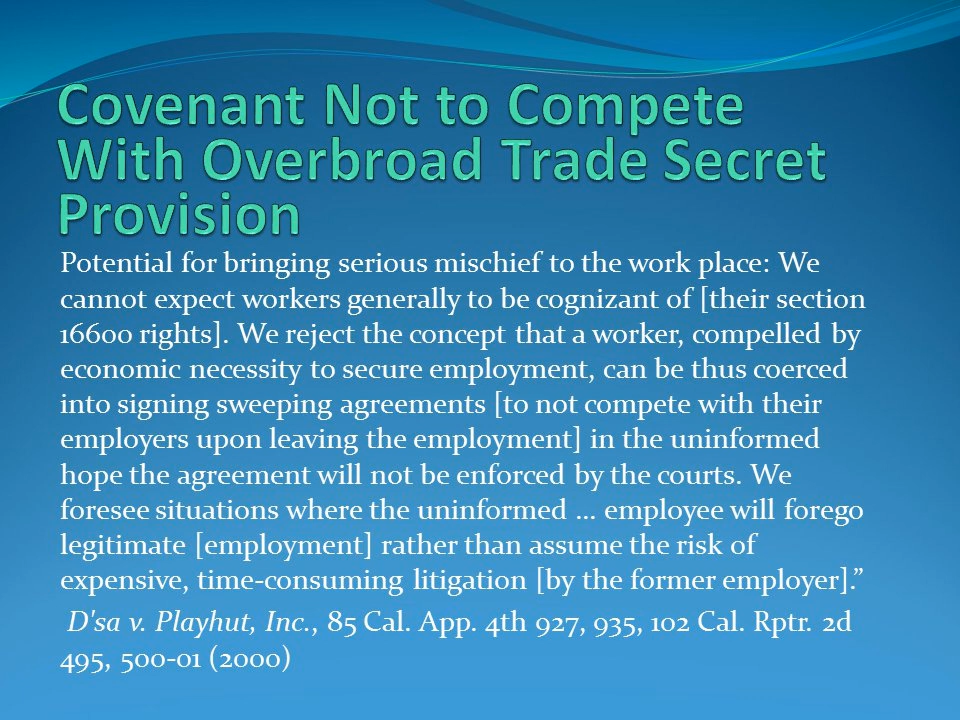 Covenant Not to Compete
With Overbroad Trade Secret
Provision
Potential for bringing serious mischief to the work place: We
cannot expect workers generally to be cognizant of [their section
16600 rights]. We reject the concept that a worker, compelled by
economic necessity to secure employment, can be thus coerced
into signing sweeping agreements [to not compete with their
employers upon leaving the employment] in the uninformed
hope the agreement will not be enforced by the courts. We
foresee situations where the uninformed … employee will forego
legitimate [employment] rather than assume the risk of
expensive, time-consuming litigation [by the former employer].”
D'sa v. Playhut, Inc., 85 Cal. App. 4th 927, 935, 102 Cal. Rptr. 2d
495, 500-01 (2000)